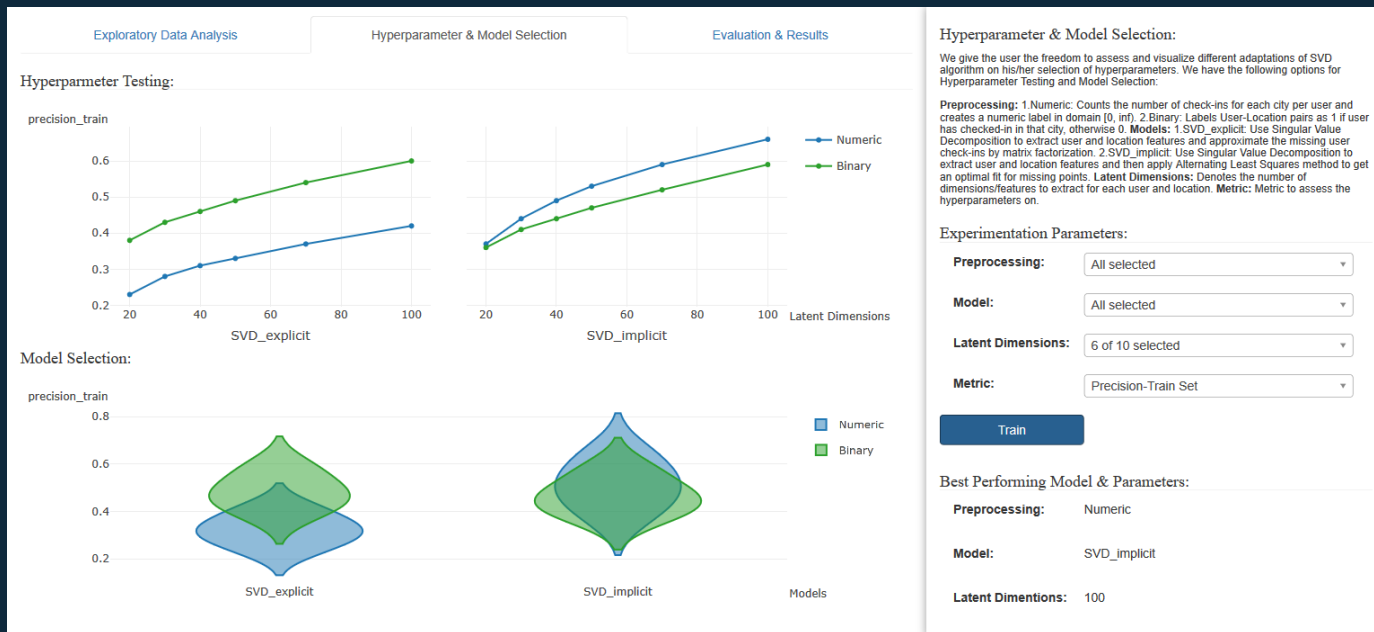 Exploratory Data Analysis
Hyperparameter & Model Selection
Evaluation & Results
Hyperparmeter Testing:
precision_train
0.6
0.5
0.4
0.3
0.2
20 40 60 80 100
SVD_explicit
20 40 60 80 100
SVD_implicit
Latent Dimensions
Numeric
Binary
Model Selection:
precision_train
0.8
0.6
0.4
0.2
SVD_explicit
SVD_implicit
Models
Numeric
Binary
Hyperparameter & Model Selection:
We give the user the freedom to assess and visualize different adaptations of SVD
algorithm on his/her selection of hyperparameters. We have the following options for
Hyperparameter Testing and Model Selection:
Preprocessing: 1.Numeric: Counts the number of check-ins for each city per user and
creates a numeric label in domain [0, inf). 2.Binary: Labels User-Location pairs as 1 if user
has checked-in in that city, otherwise 0. Models: 1.SVD_explicit: Use Singular Value
Decomposition to extract user and location features and approximate the missing user
check-ins by matrix factorization. 2.SVD_implicit: Use Singular Value Decomposition to
extract user and location features and then apply Alternating Least Squares method to get
an optimal fit for missing points. Latent Dimensions: Denotes the number of
dimensions/features to extract for each user and location. Metric: Metric to assess the
hyperparameters on.
Experimentation Parameters:
Preprocessing: All selected
Model: All selected
Latent Dimensions: 6 of 10 selected
Metric: Precision-Train Set
Train
Best Performing Model & Parameters:
Preprocessing: Numeric
Model: SVD_implicit
Latent Dimentions: 100